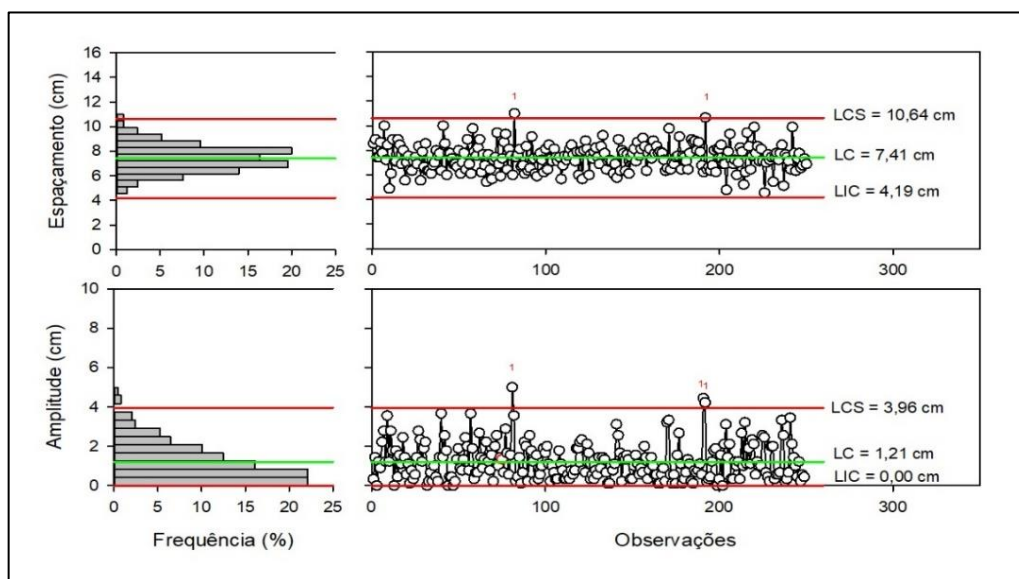 Espaçamento (cm)
16
14
12
10
8
6
4
2
0
0 5 10 15 20 25
1
1
LCS = 10,64 cm
LC = 7,41 cm
LIC = 4,19 cm
0 100 200 300
Amplitude (cm)
10
8
6
4
2
0
0 5 10 15 20 25
Frequência (%)
1
11
LCS = 3,96 cm
LC = 1,21 cm
LIC = 0,00 cm
0 100 200 300
Observações